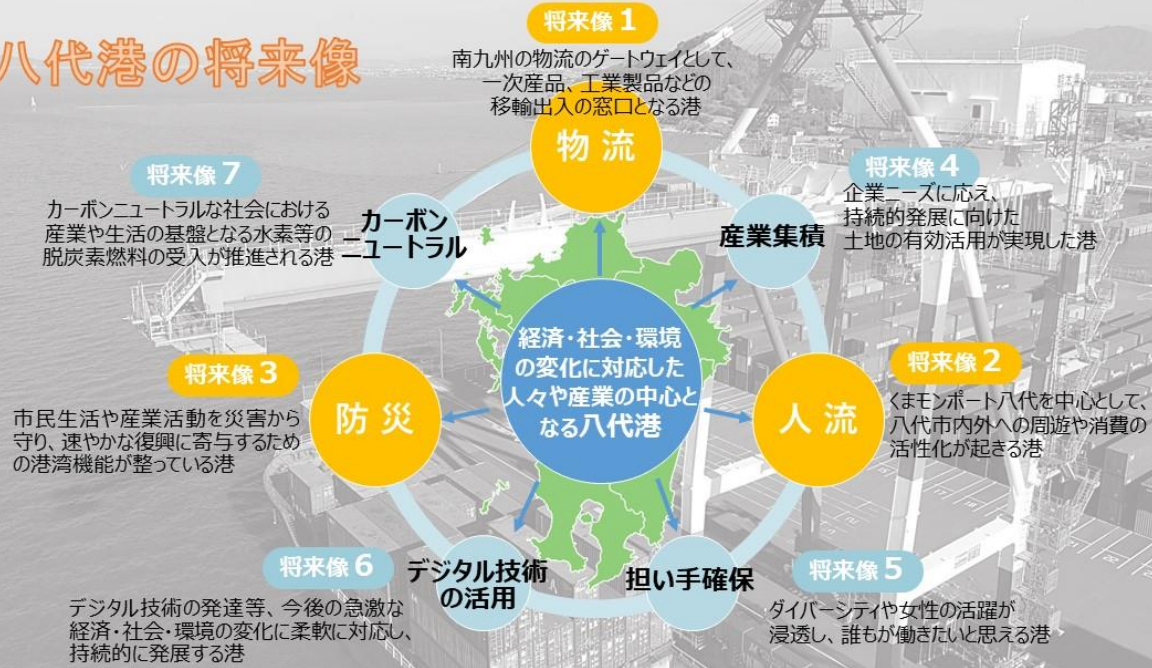 八代港の将来像
将来像1
南九州の物流のゲートウェイとして、
一次産品、工業製品などの
移輸出入の窓口となる港
物流
将来像4
企業ニーズに応え、
持続的発展に向けた
土地の有効活用が実現した港
産業集積
将来像2
くまモンポート八代を中心として、
八代市内外への周遊や消費の
活性化が起きる港
人流
将来像5
ダイバーシティや女性の活躍が
浸透し、誰もが働きたいと思える港
担い手確保
将来像6
デジタル技術の発達等、今後の急激な
経済・社会・環境の変化に柔軟に対応し、
持続的に発展する港
デジタル技術
の活用
将来像3
市民生活や産業活動を災害から
守り、速やかな復興に寄与するため
の港湾機能が整っている港
防災
将来像7
カーボンニュートラルな社会における
産業や生活の基盤となる水素等の
脱炭素燃料の受入が推進される港
カーボン
ニュートラル
経済・社会・環境
の変化に対応した
人々や産業の中心と
なる八代港